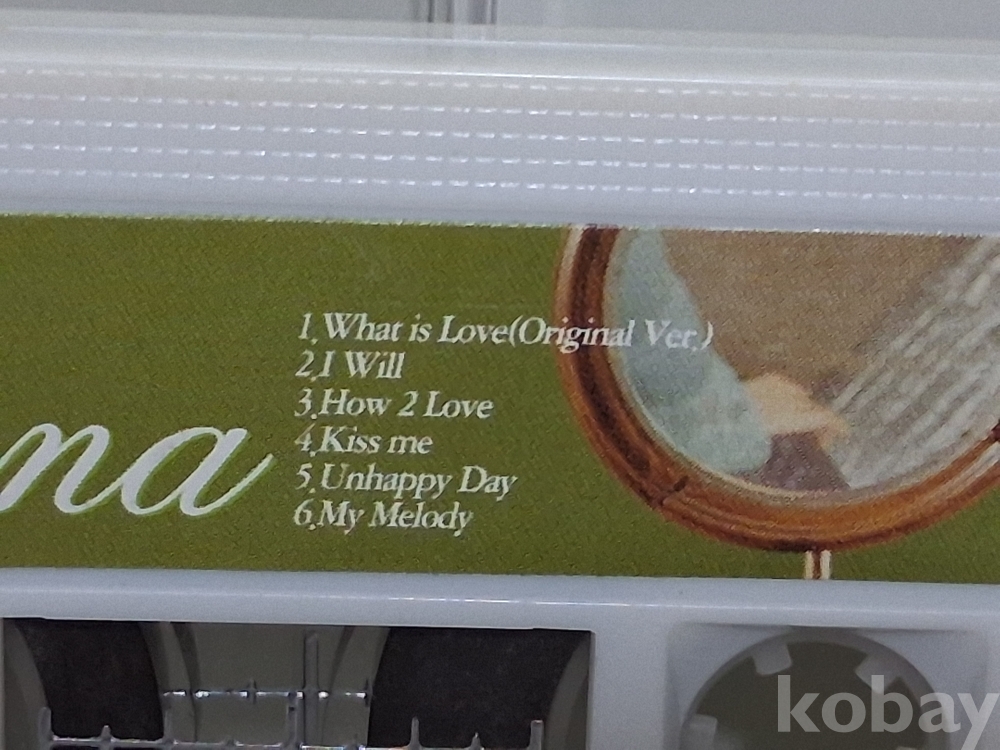 1.What is Love(Original Ver.)
2.I Will
3.How 2 Love
4.Kiss me
5.Unhappy Day
6.My Melody
na
kobay